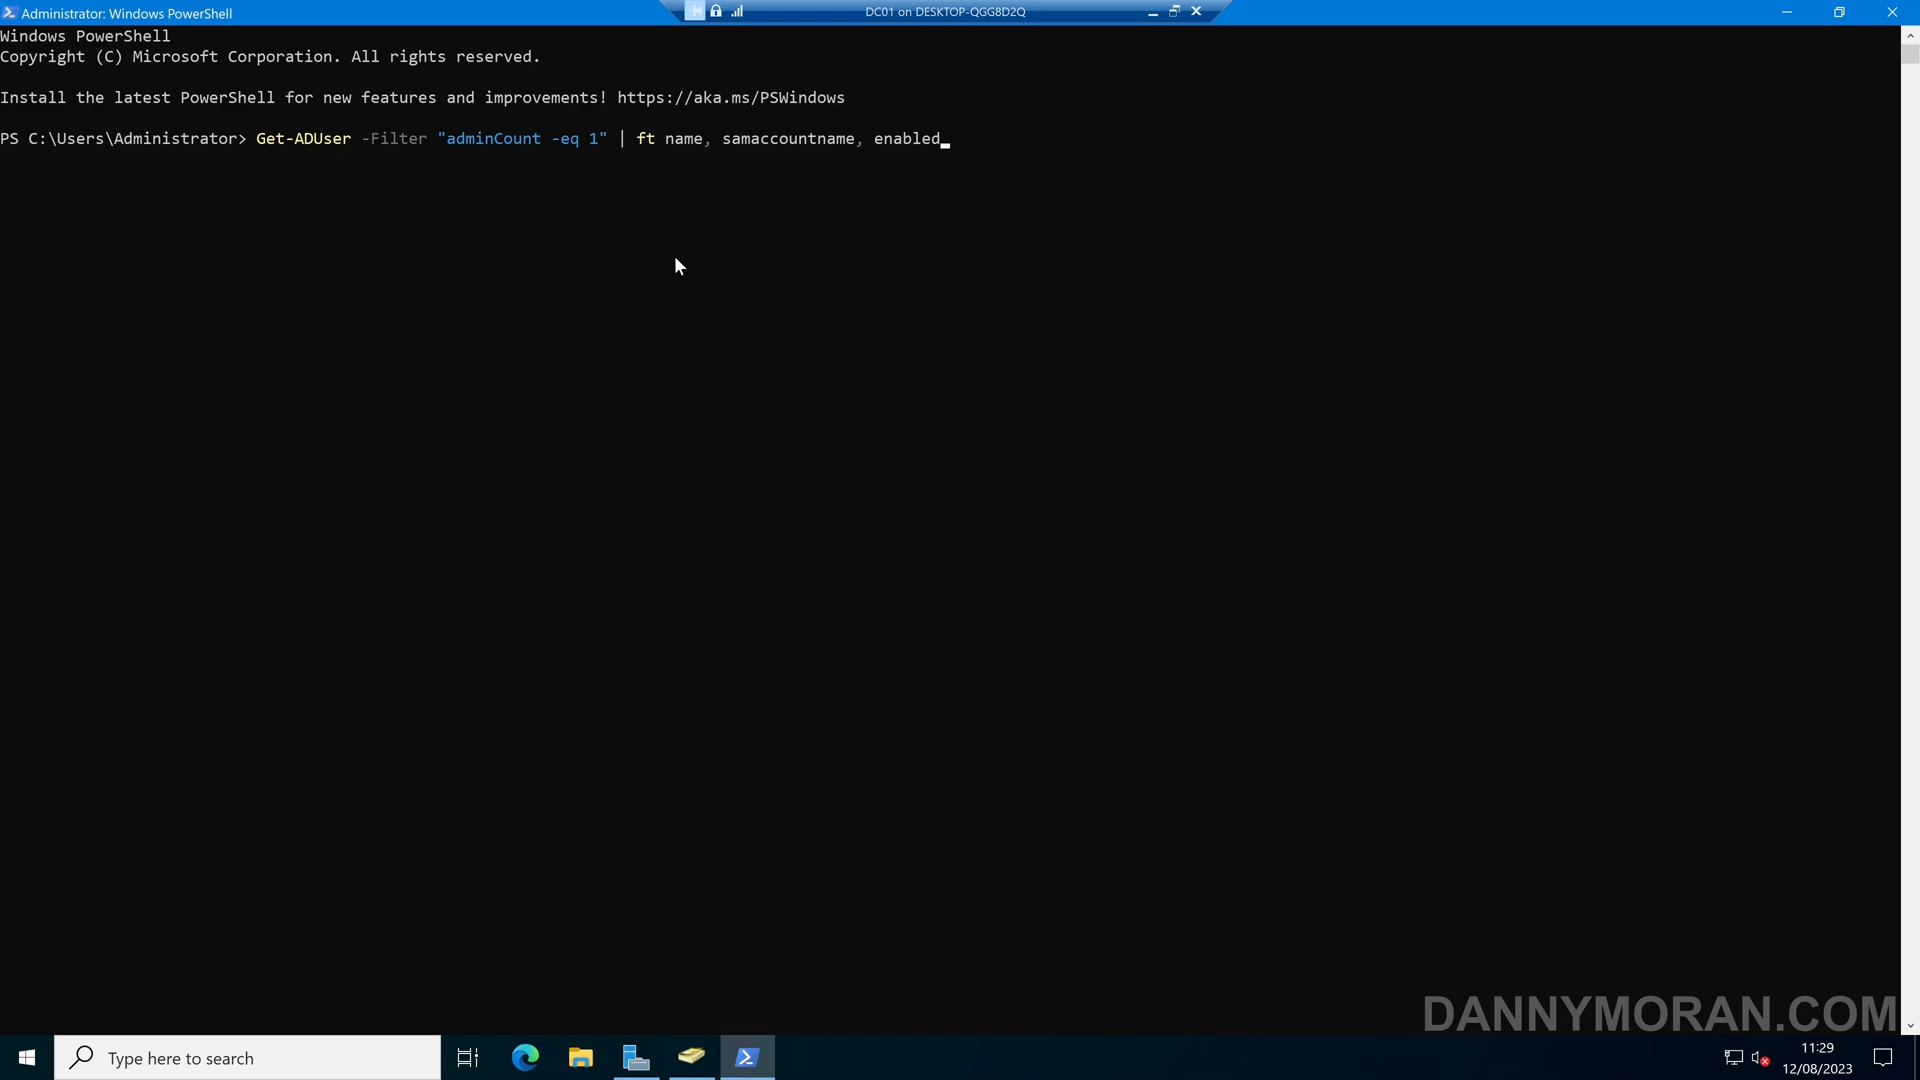 Administrator: Windows PowerShell
DC01 on DESKTOP-QGG8D2Q
Windows PowerShell
Copyright (C) Microsoft Corporation. All rights reserved.
Install the latest PowerShell for new features and improvements! https://aka.ms/PSWindows
PS C:\Users\Administrator> Get-ADUser -Filter "adminCount -eq 1" | ft name, samaccountname, enabled
DANNYMORAN.COM
Type here to search
11:29
12/08/2023